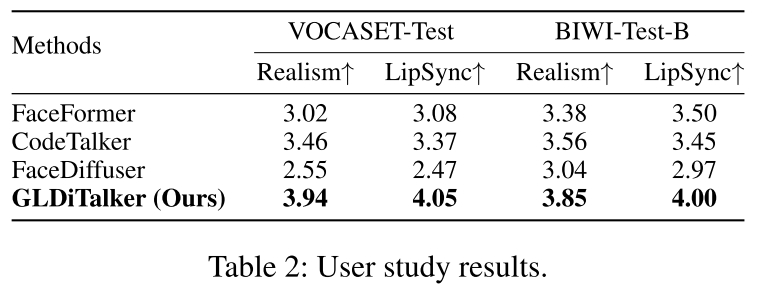 Methods VOCASET-Test BIWI-Test-B
Realism↑ LipSync↑ Realism↑ LipSync↑
FaceFormer 3.02 3.08 3.38 3.50
CodeTalker 3.46 3.37 3.56 3.45
FaceDiffuser 2.55 2.47 3.04 2.97
GLDiTalker (Ours) 3.94 4.05 3.85 4.00
Table 2: User study results.